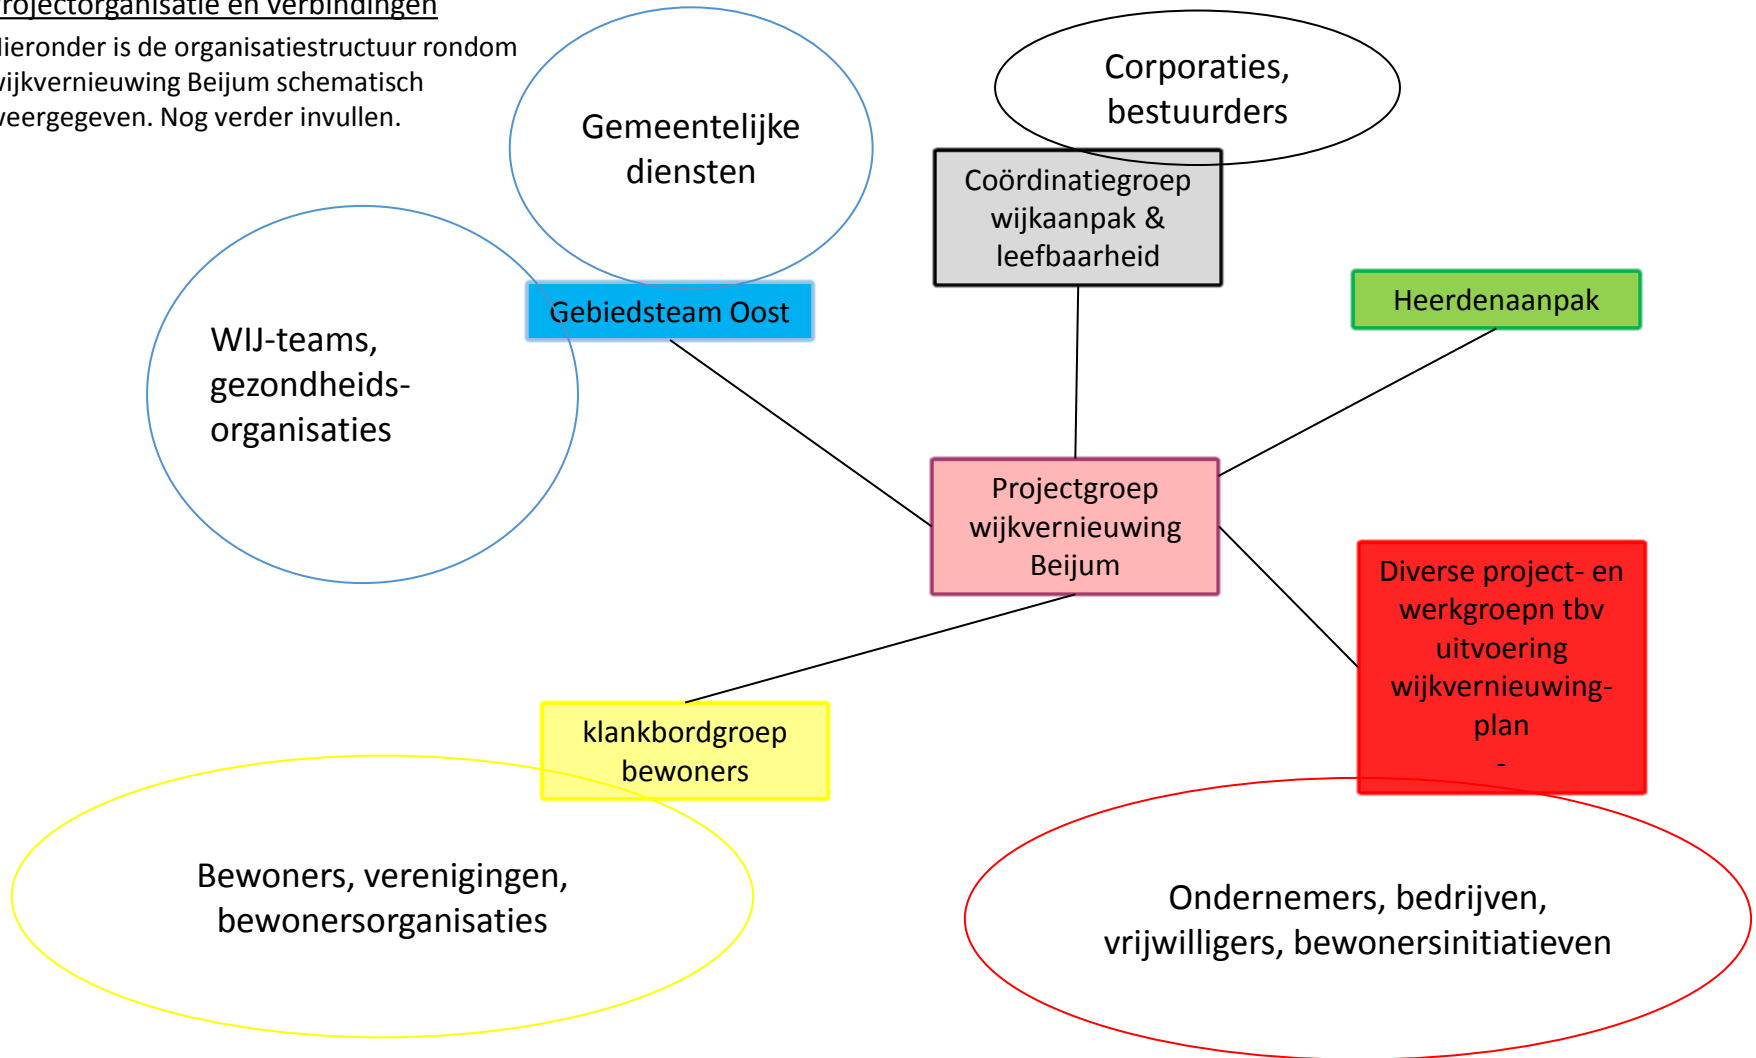 rojectorganisatie en verbindingen
ieronder is de organisatiestructuur rondom
ijkvernieuwing Beijum schematisch
eergegeven. Nog verder invullen.
Gemeentelijke
diensten
Corporaties,
bestuurders
Coördinatiegroep
wijkaanpak &
leefbaarheid
Gebiedsteam Oost
Heerdenaanpak
WIJ-teams,
gezondheids-
organisaties
Projectgroep
wijkvernieuwing
Beijum
Diverse project- en
werkgroepn tbv
uitvoering
wijkvernieuwing-
plan
-
klankbordgroep
bewoners
Bewoners, verenigingen,
bewonersorganisaties
Ondernemers, bedrijven,
vrijwilligers, bewonersinitiatieven